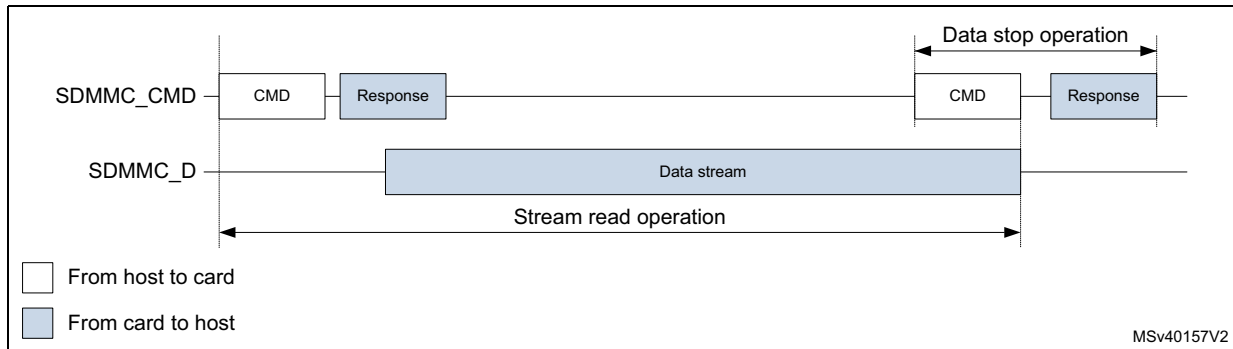 Data stop operation
SDMMC_CMD CMD Response CMD Response
SDMMC_D Data stream
Stream read operation
From host to card
From card to host
MSv40157V2